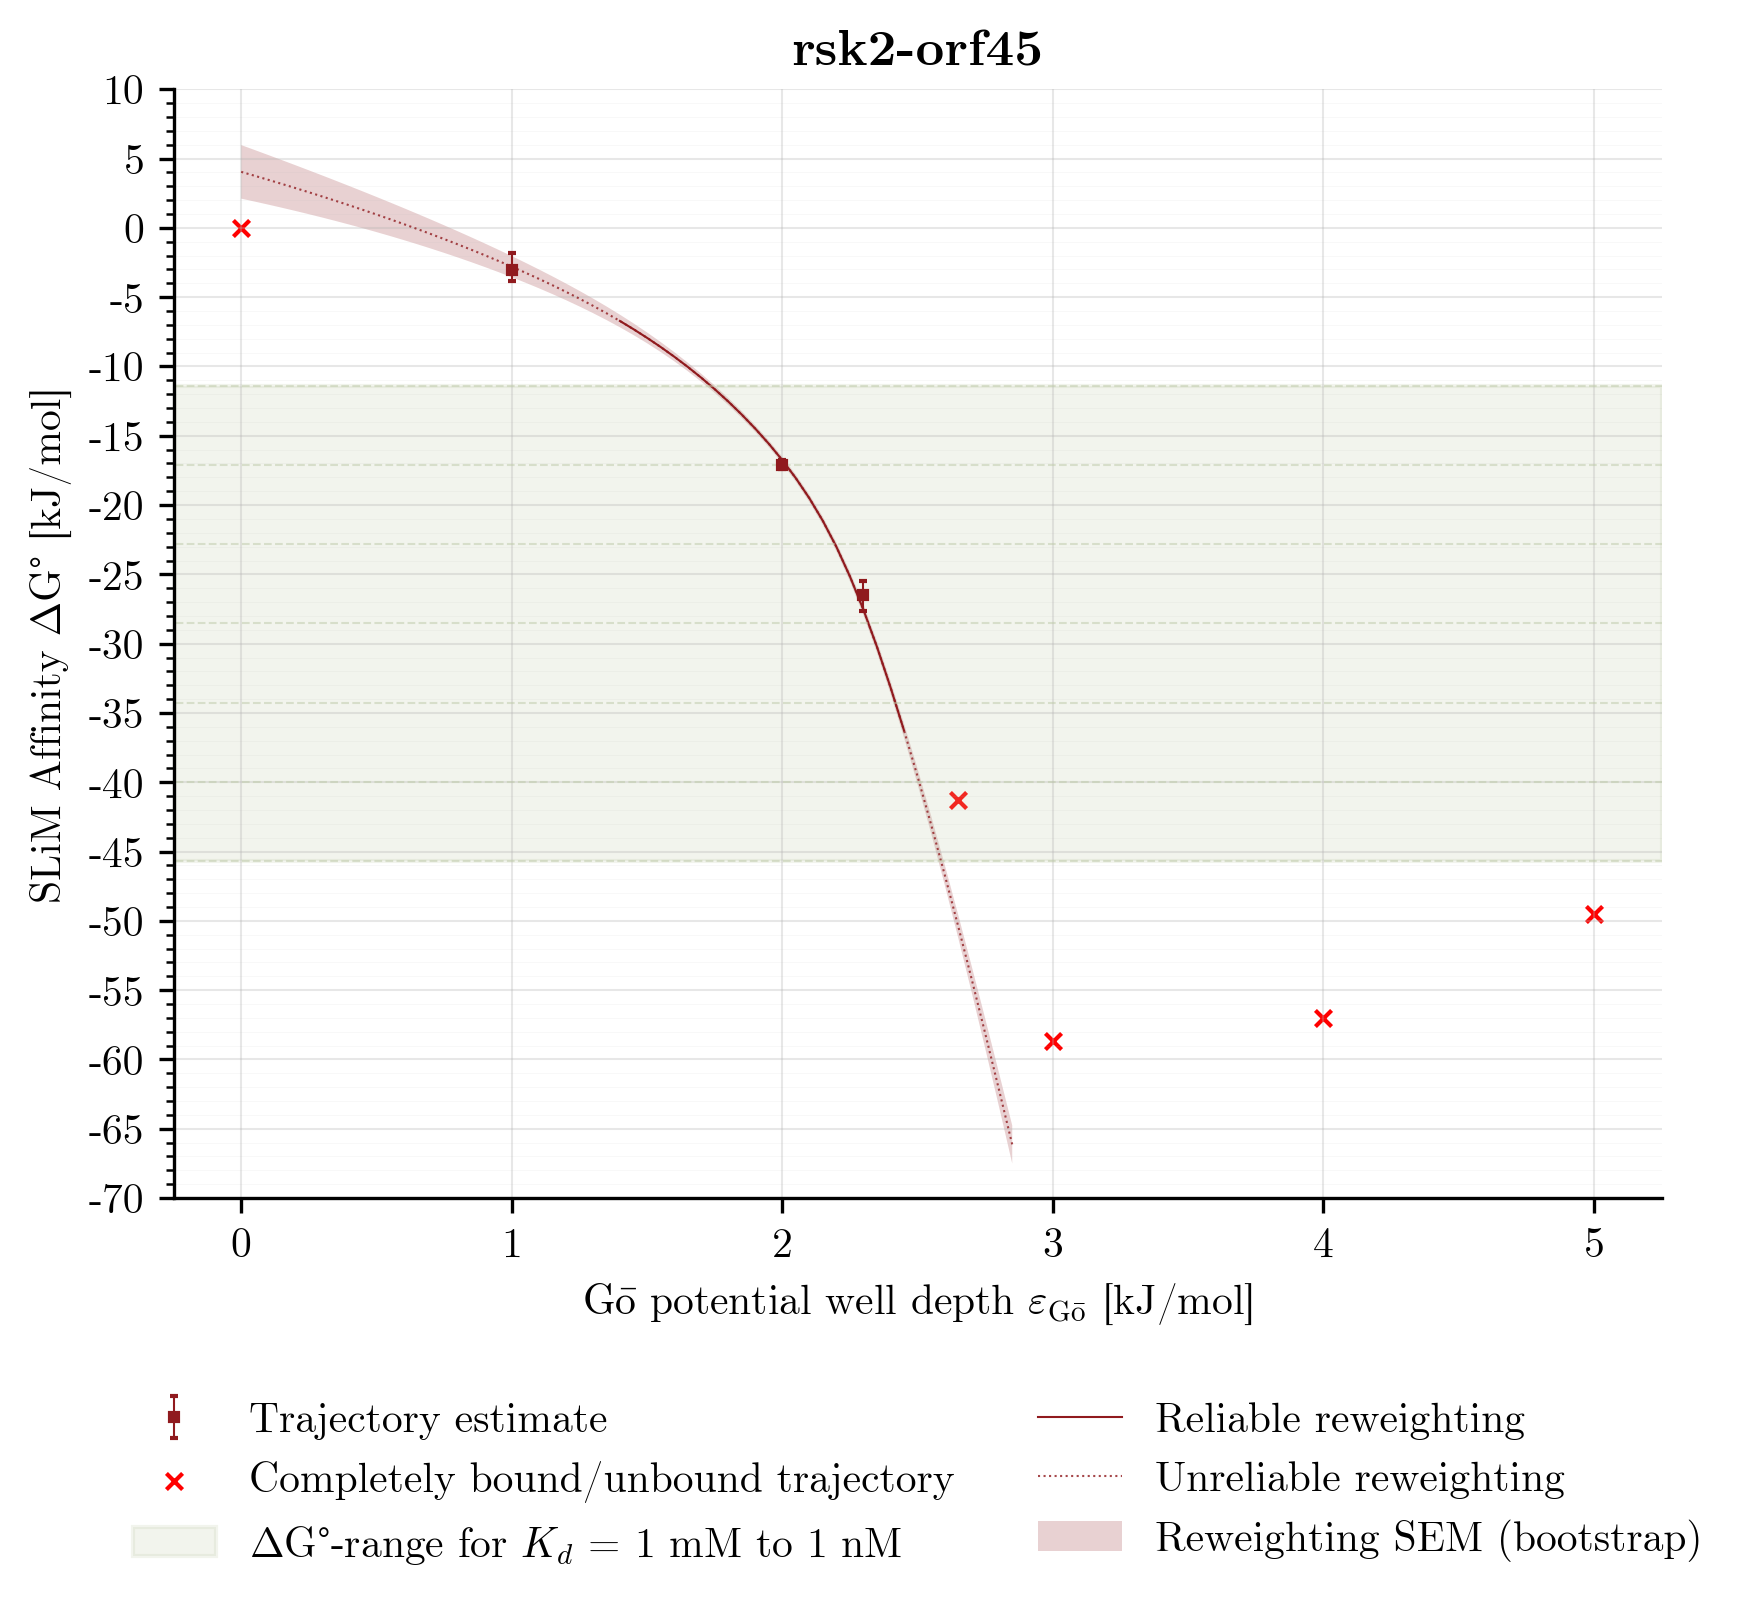 rsk2-orf45
10
5
0
-5
-10
-15
-20
-25
-30
-35
-40
-45
-50
-55
-60
-65
-70
SLiM Affinity ΔG° [kJ/mol]
0 1 2 3 4 5
Gō potential well depth ε_Gō [kJ/mol]
Trajectory estimate
Completely bound/unbound trajectory
ΔG°-range for K_d = 1 mM to 1 nM
Reliable reweighting
Unreliable reweighting
Reweighting SEM (bootstrap)